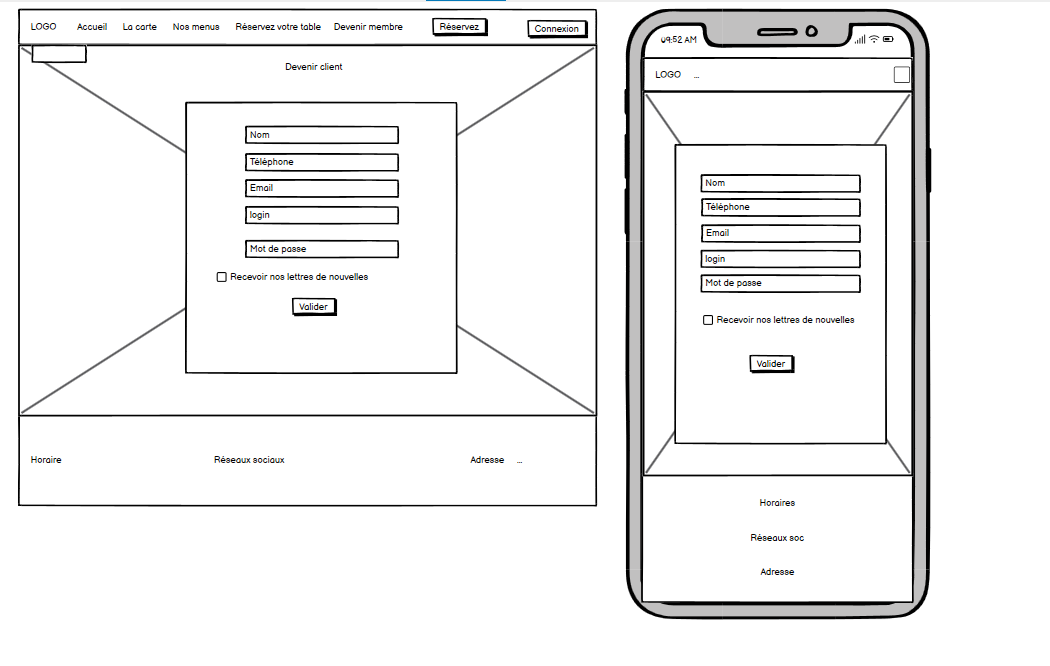 LOGO Accueil La carte Nos menus Réservez votre table Devenir membre Réservez Connexion
Devenir client
Nom
Téléphone
Email
login
Mot de passe
Recevoir nos lettres de nouvelles
Valider
Horaire Réseaux sociaux Adresse ...
09:52 AM
LOGO ...
Nom
Téléphone
Email
login
Mot de passe
Recevoir nos lettres de nouvelles
Valider
Horaires
Réseaux soc
Adresse